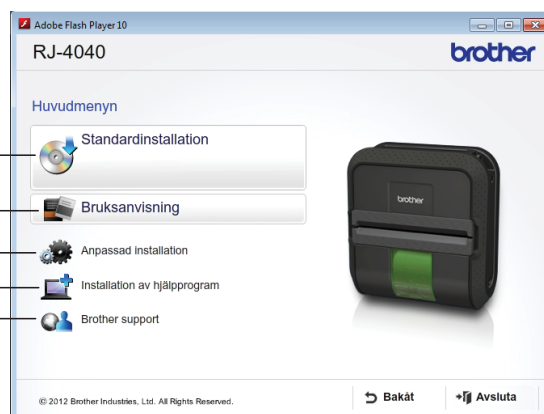 Adobe Flash Player 10
RJ-4040
brother
Huvudmenyn
Standardinstallation
Bruksanvisning
Anpassad installation
Installation av hjälpprogram
Brother support
brother
© 2012 Brother Industries, Ltd. All Rights Reserved.
Bakåt
Avsluta